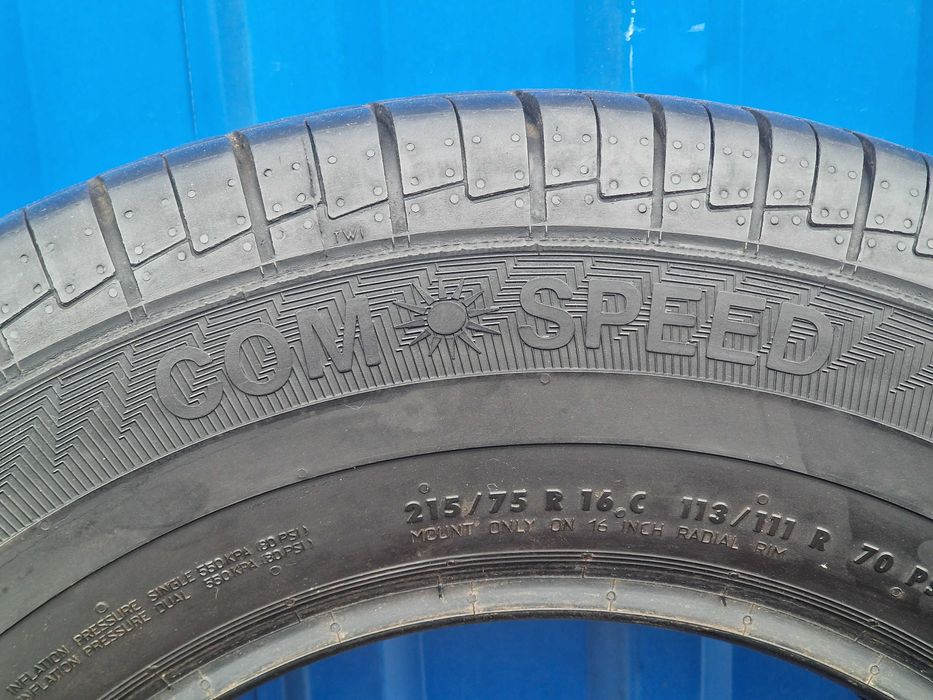 TWI
COM SPEED
215/75 R 16 C 113/111 R 70 PS
MOUNT ONLY ON 16 INCH RADIAL RIM
INFLATION PRESSURE SINGLE 550 KPA (80 PSI)
INFLATION PRESSURE DUAL 550 KPA (80 PSI)